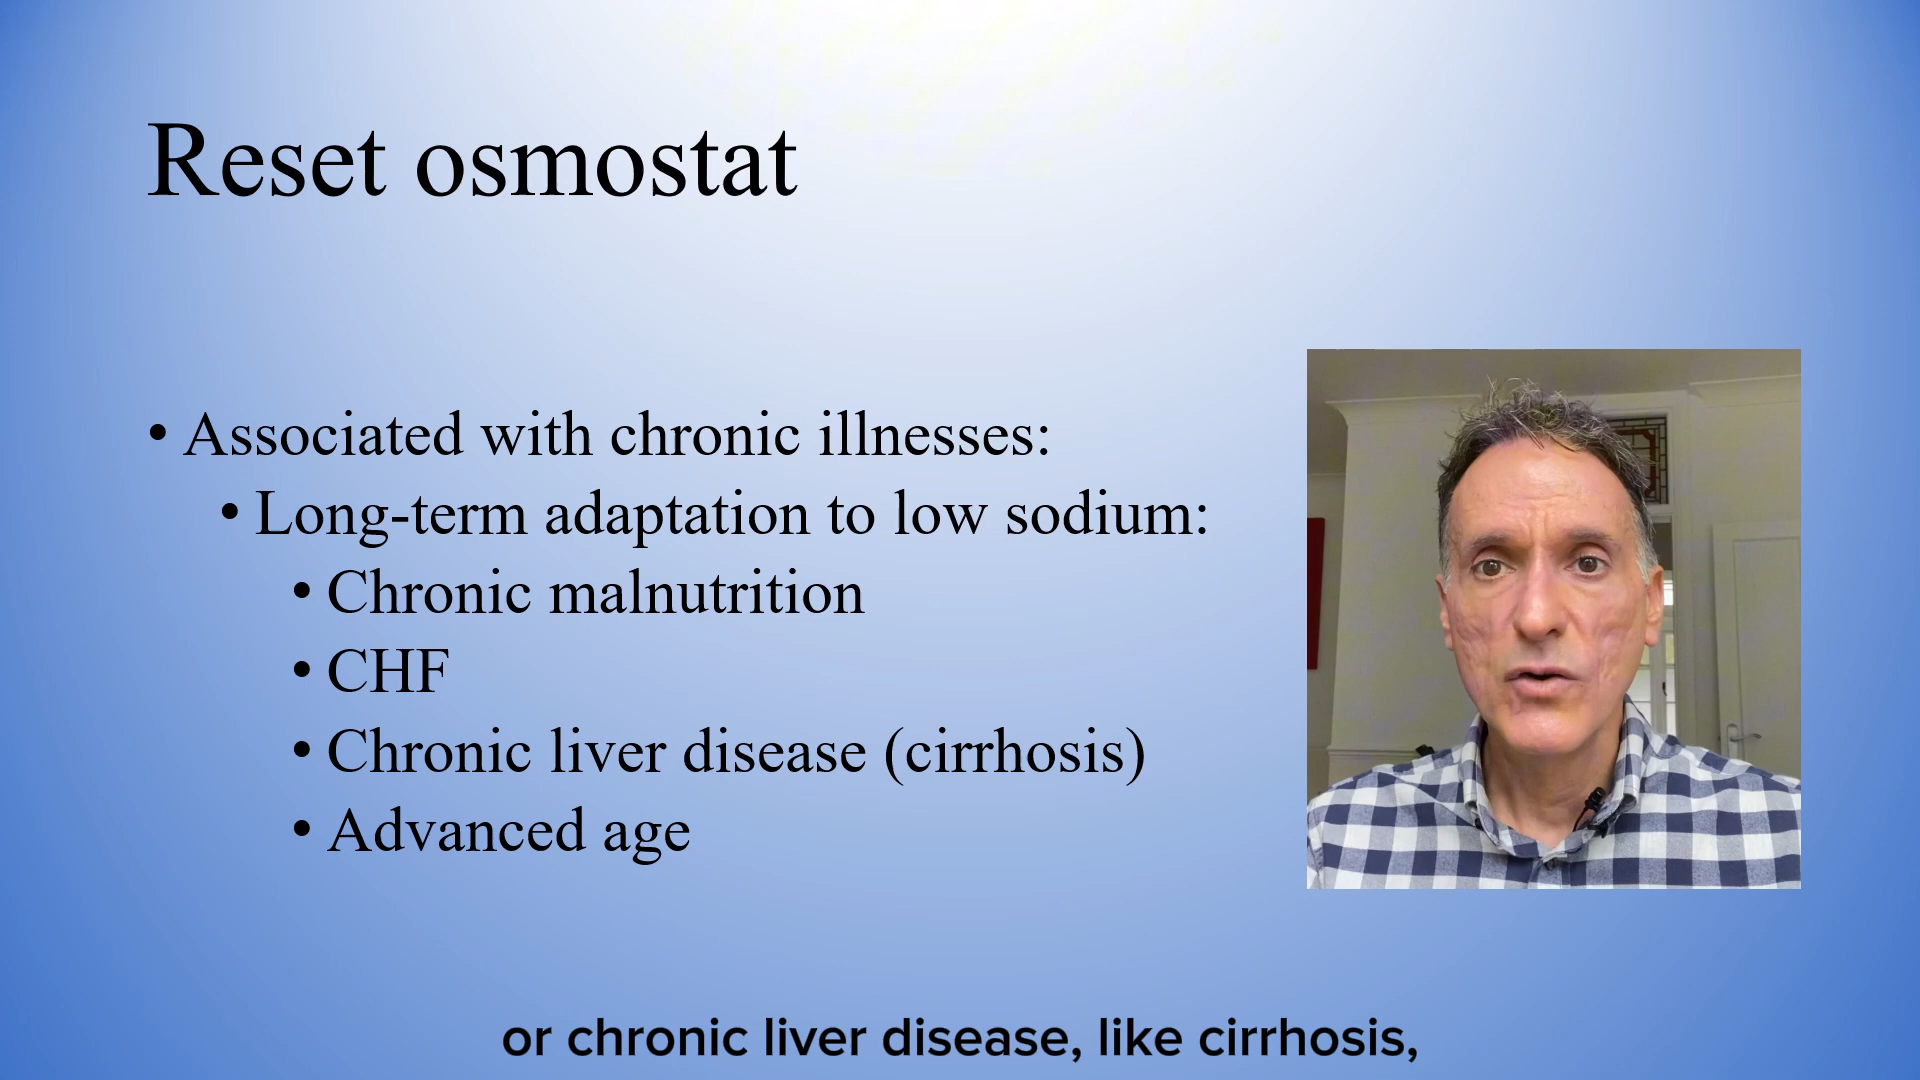 Reset osmostat
• Associated with chronic illnesses:
• Long-term adaptation to low sodium:
• Chronic malnutrition
• CHF
• Chronic liver disease (cirrhosis)
• Advanced age
or chronic liver disease, like cirrhosis,